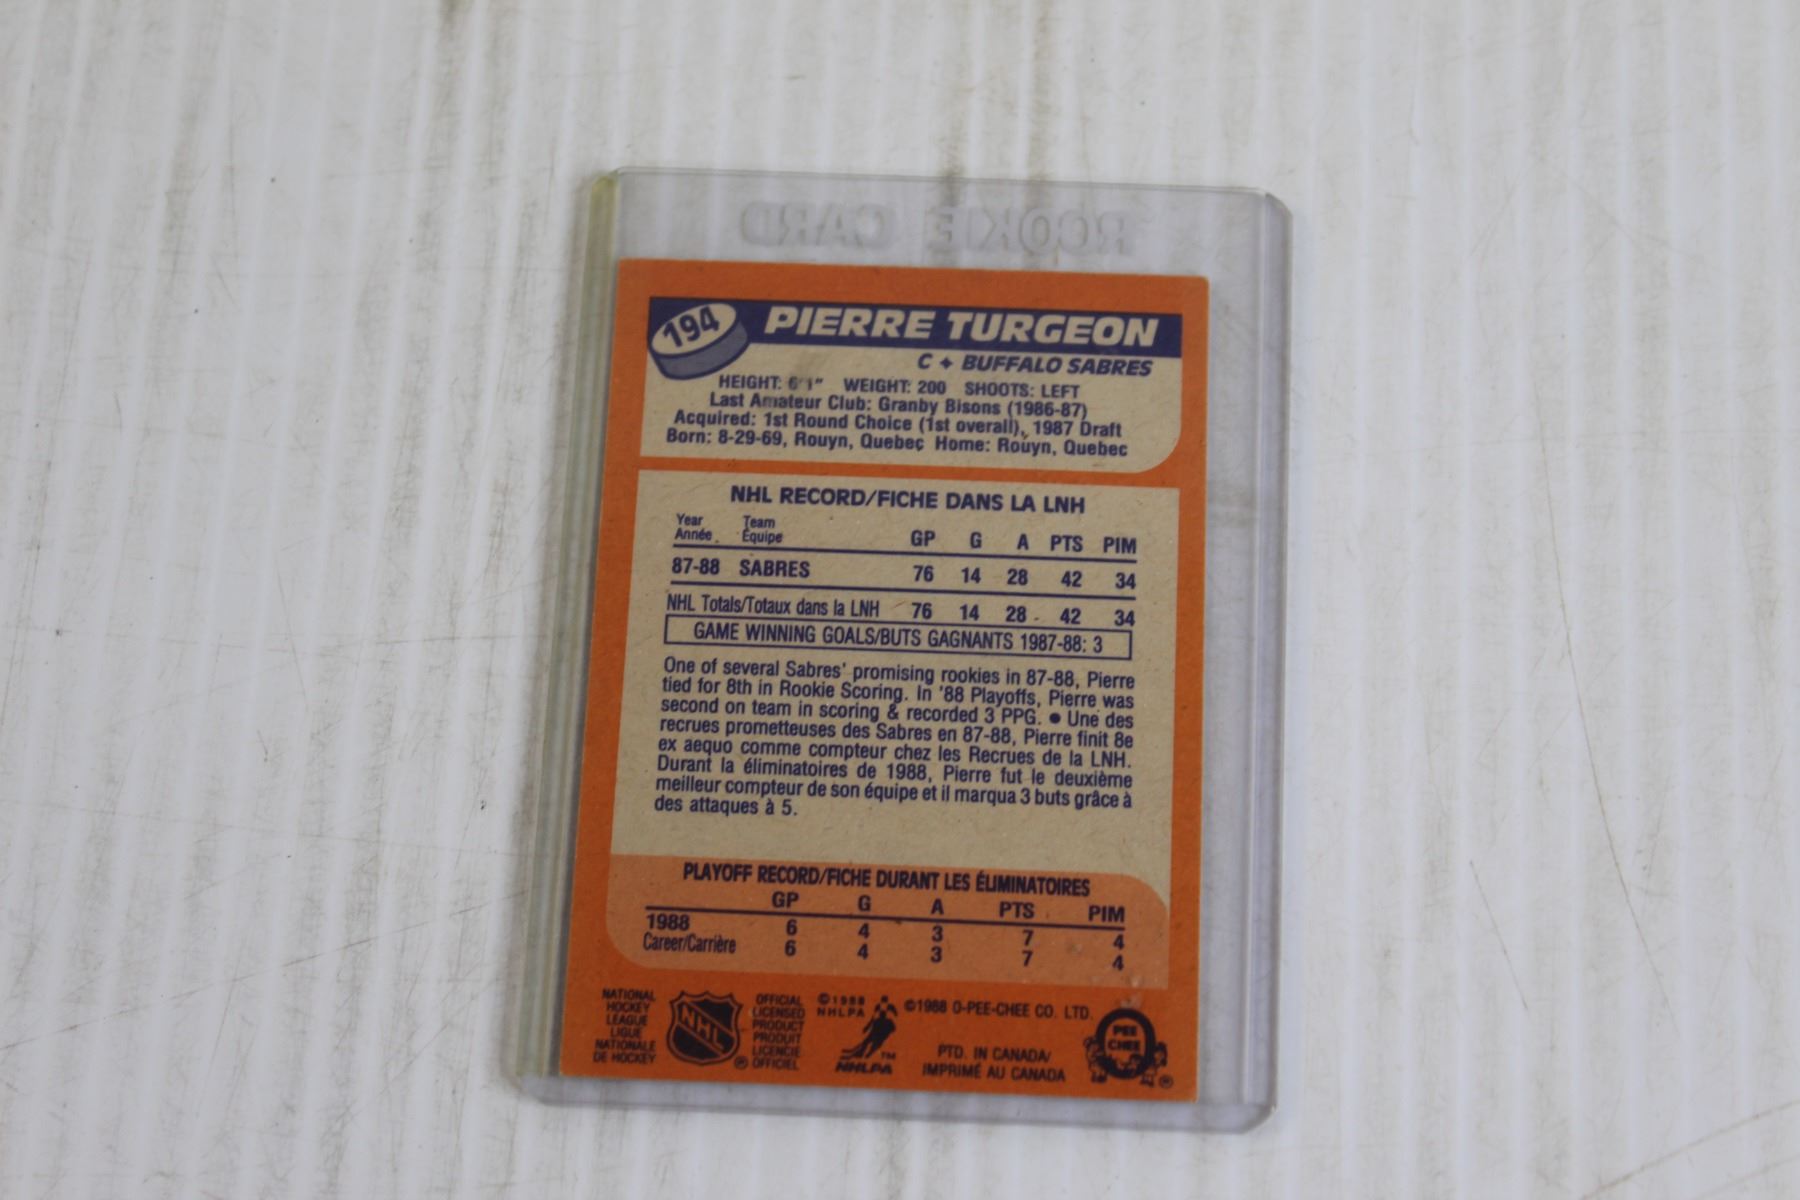 ROOKIE CARD
194
PIERRE TURGEON
C ✦ BUFFALO SABRES
HEIGHT: 6'1" WEIGHT: 200 SHOOTS: LEFT
Last Amateur Club: Granby Bisons (1986-87)
Acquired: 1st Round Choice (1st overall), 1987 Draft
Born: 8-29-69, Rouyn, Quebec Home: Rouyn, Quebec
NHL RECORD/FICHE DANS LA LNH
Year Team
Année Équipe GP G A PTS PIM
87-88 SABRES 76 14 28 42 34
NHL Totals/Totaux dans la LNH 76 14 28 42 34
GAME WINNING GOALS/BUTS GAGNANTS 1987-88: 3
One of several Sabres' promising rookies in 87-88, Pierre
tied for 8th in Rookie Scoring. In '88 Playoffs, Pierre was
second on team in scoring & recorded 3 PPG. ● Une des
recrues prometteuses des Sabres en 87-88, Pierre finit 8e
ex aequo comme compteur chez les Recrues de la LNH.
Durant la éliminatoires de 1988, Pierre fut le deuxième
meilleur compteur de son équipe et il marqua 3 buts grâce à
des attaques à 5.
PLAYOFF RECORD/FICHE DURANT LES ÉLIMINATOIRES
GP G A PTS PIM
1988 6 4 3 7 4
Career/Carrière 6 4 3 7 4
NATIONAL
HOCKEY
LEAGUE
LIGUE
NATIONALE
DE HOCKEY
NHL
®
OFFICIAL
LICENSED
PRODUCT
PRODUIT
LICENCIE
OFFICIEL
©1988
NHLPA
TM
NHLPA
©1988 O-PEE-CHEE CO. LTD.
PTD. IN CANADA/
IMPRIMÉ AU CANADA
O
PEE
CHEE
®